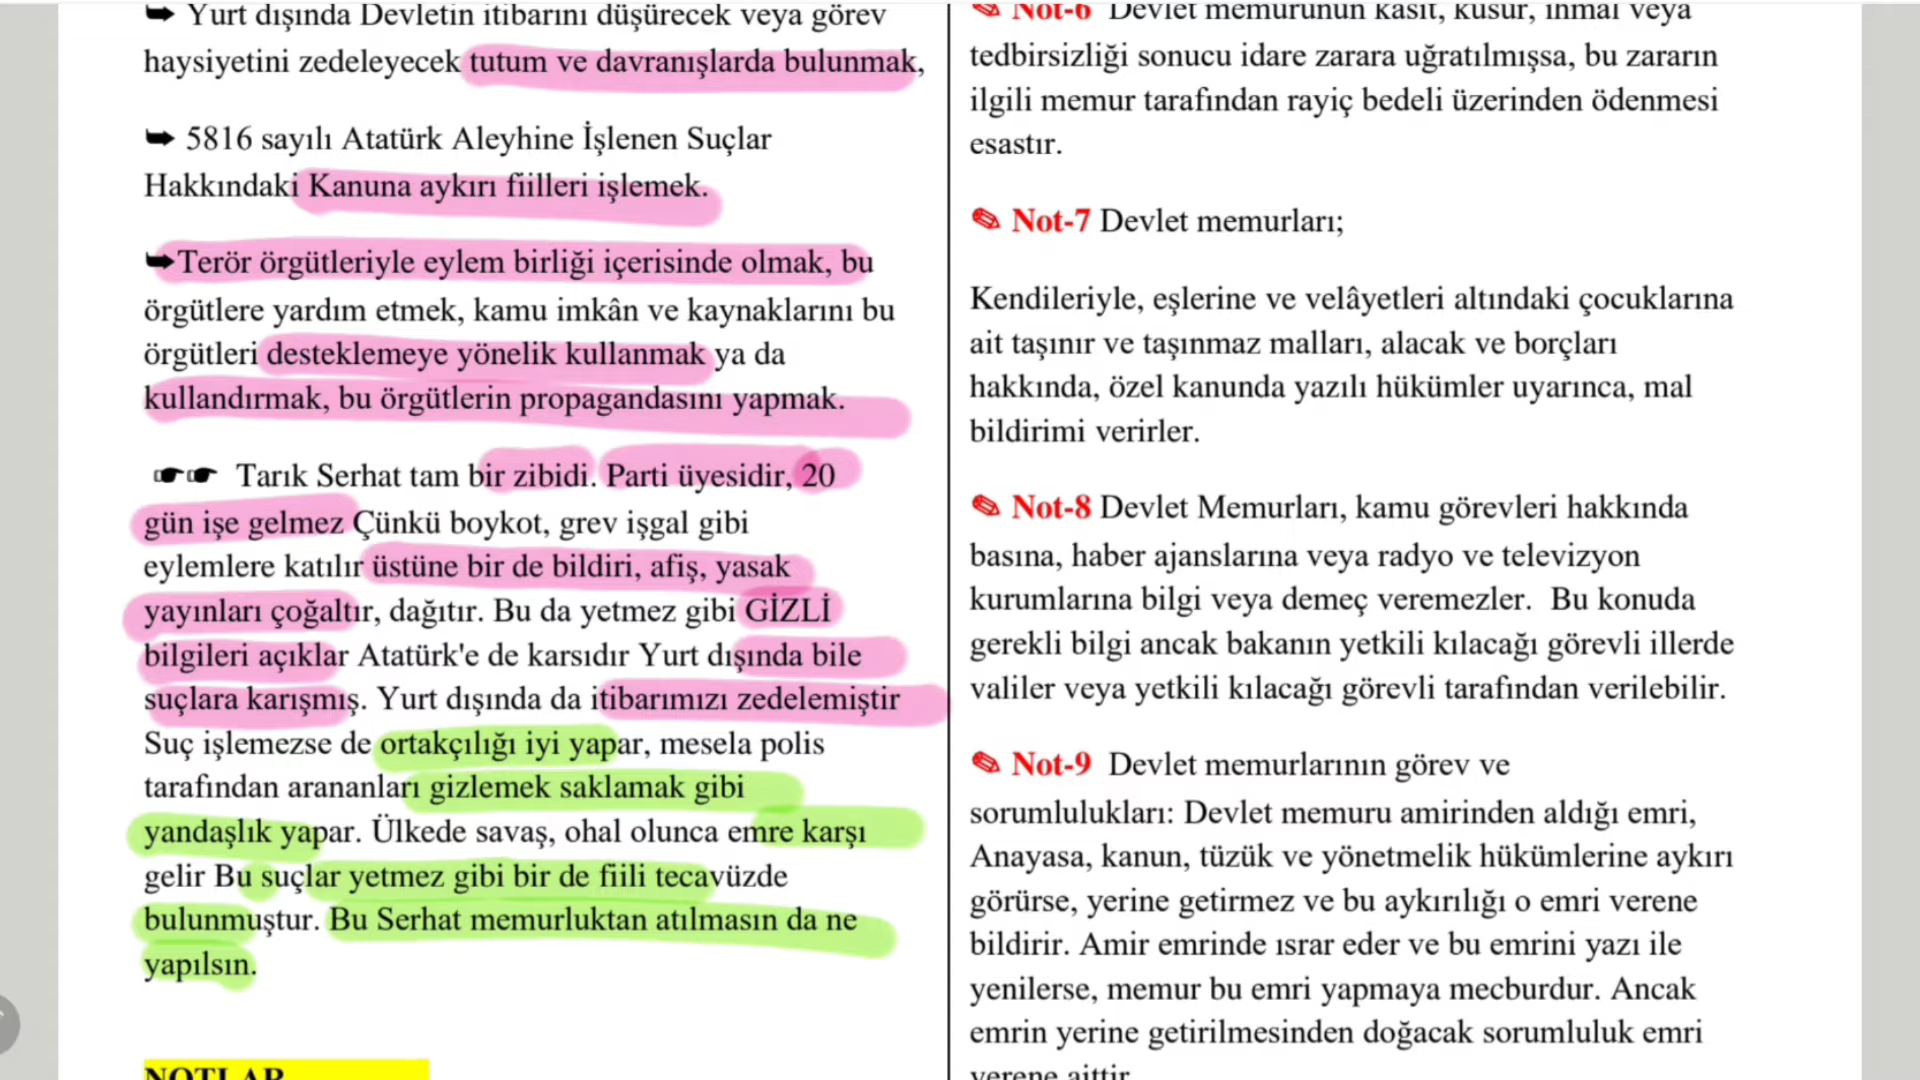 ➥ Yurt dışında Devletin itibarını düşürecek veya görev
haysiyetini zedeleyecek tutum ve davranışlarda bulunmak,
➥ 5816 sayılı Atatürk Aleyhine İşlenen Suçlar
Hakkındaki Kanuna aykırı fiilleri işlemek.
➥Terör örgütleriyle eylem birliği içerisinde olmak, bu
örgütlere yardım etmek, kamu imkân ve kaynaklarını bu
örgütleri desteklemeye yönelik kullanmak ya da
kullandırmak, bu örgütlerin propagandasını yapmak.
☛☛ Tarık Serhat tam bir zibidi. Parti üyesidir, 20
gün işe gelmez Çünkü boykot, grev işgal gibi
eylemlere katılır üstüne bir de bildiri, afiş, yasak
yayınları çoğaltır, dağıtır. Bu da yetmez gibi GİZLİ
bilgileri açıklar Atatürk'e de karsıdır Yurt dışında bile
suçlara karışmış. Yurt dışında da itibarımızı zedelemiştir
Suç işlemezse de ortakçılığı iyi yapar, mesela polis
tarafından arananları gizlemek saklamak gibi
yandaşlık yapar. Ülkede savaş, ohal olunca emre karşı
gelir Bu suçlar yetmez gibi bir de fiili tecavüzde
bulunmuştur. Bu Serhat memurluktan atılmasın da ne
yapılsın.
NOTLAR
✎ Not-6 Devlet memurunun kasıt, kusur, ihmal veya
tedbirsizliği sonucu idare zarara uğratılmışsa, bu zararın
ilgili memur tarafından rayiç bedeli üzerinden ödenmesi
esastır.
✎ Not-7 Devlet memurları;
Kendileriyle, eşlerine ve velâyetleri altındaki çocuklarına
ait taşınır ve taşınmaz malları, alacak ve borçları
hakkında, özel kanunda yazılı hükümler uyarınca, mal
bildirimi verirler.
✎ Not-8 Devlet Memurları, kamu görevleri hakkında
basına, haber ajanslarına veya radyo ve televizyon
kurumlarına bilgi veya demeç veremezler. Bu konuda
gerekli bilgi ancak bakanın yetkili kılacağı görevli illerde
valiler veya yetkili kılacağı görevli tarafından verilebilir.
✎ Not-9 Devlet memurlarının görev ve
sorumlulukları: Devlet memuru amirinden aldığı emri,
Anayasa, kanun, tüzük ve yönetmelik hükümlerine aykırı
görürse, yerine getirmez ve bu aykırılığı o emri verene
bildirir. Amir emrinde ısrar eder ve bu emrini yazı ile
yenilerse, memur bu emri yapmaya mecburdur. Ancak
emrin yerine getirilmesinden doğacak sorumluluk emri
verene aittir.